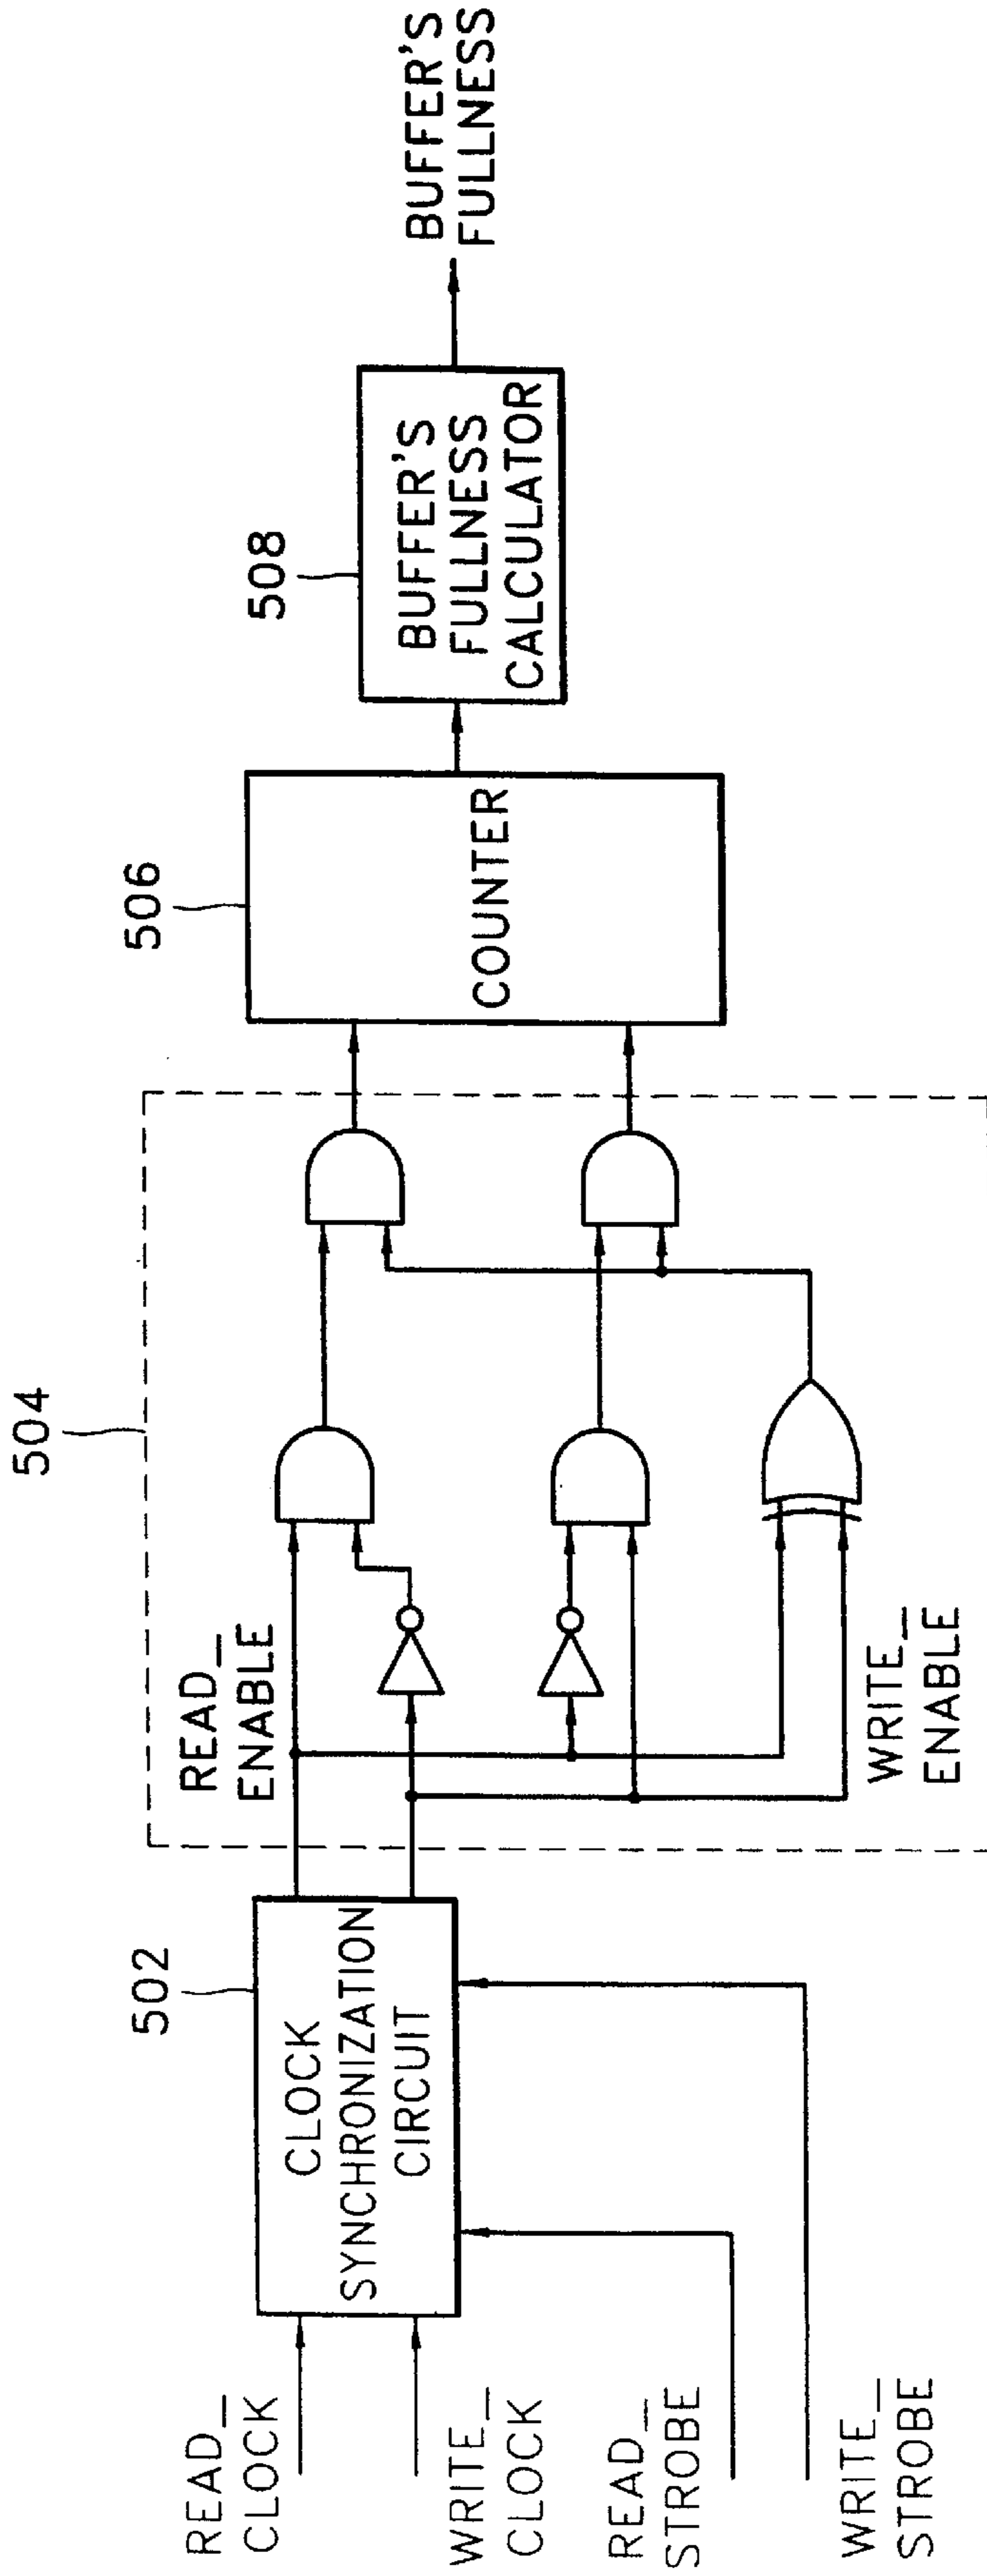 READ_
CLOCK
WRITE_
CLOCK
READ_
STROBE
WRITE_
STROBE
502
CLOCK
SYNCHRONIZATION
CIRCUIT
504
READ_
ENABLE
WRITE_
ENABLE
506
COUNTER
508
BUFFER'S
FULLNESS
CALCULATOR
BUFFER'S
FULLNESS